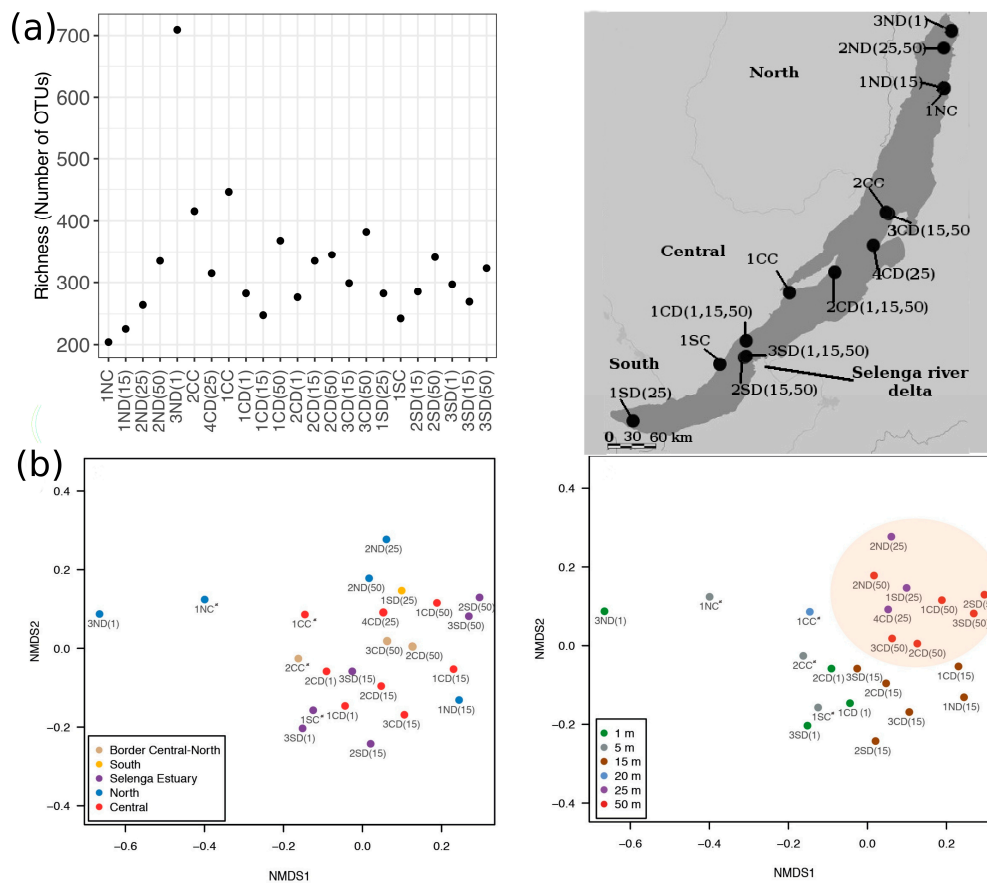 (a)
Richness (Number of OTUs)
700
600
500
400
300
200
1NC
1ND(15)
2ND(25)
2ND(50)
3ND(1)
2CC
4CD(25)
1CC
1CD(1)
1CD(15)
1CD(50)
2CD(1)
2CD(15)
2CD(50)
3CD(15)
3CD(50)
1SD(25)
1SC
2SD(15)
2SD(50)
3SD(1)
3SD(15)
3SD(50)
3ND(1)
2ND(25,50)
North
1ND(15)
1NC
2CC
3CD(15,50
Central
1CC
4CD(25)
2CD(1,15,50)
1CD(1,15,50)
1SC
3SD(1,15,50)
South
Selenga river
delta
2SD(15,50)
1SD(25)
0 30 60 km
(b)
NMDS2
0.4
0.2
0.0
−0.2
−0.4
2ND(25)
2ND(50)
1SD(25)
1NC*
3ND(1)
1CC*
4CD(25)
1CD(50)
2SD(50)
3SD(50)
3CD(50)
2CD(50)
2CC*
2CD(1)
3SD(15)
1CD(15)
2CD(15)
1ND(15)
1SC*
1CD(1)
3CD(15)
3SD(1)
2SD(15)
Border Central-North
South
Selenga Estuary
North
Central
−0.6
−0.4
−0.2
0.0
0.2
NMDS1
NMDS2
0.4
0.2
0.0
−0.2
−0.4
2ND(25)
2ND(50)
1SD(25)
1NC*
3ND(1)
1CC*
4CD(25)
1CD(50)
2SD(50
3SD(50)
3CD(50)
2CD(50)
2CC*
2CD(1)
3SD(15)
1CD(15)
2CD(15)
1ND(15)
1SC*
1CD (1)
3CD(15)
3SD(1)
2SD(15)
1 m
5 m
15 m
20 m
25 m
50 m
−0.6
−0.4
−0.2
0.0
0.2
NMDS1